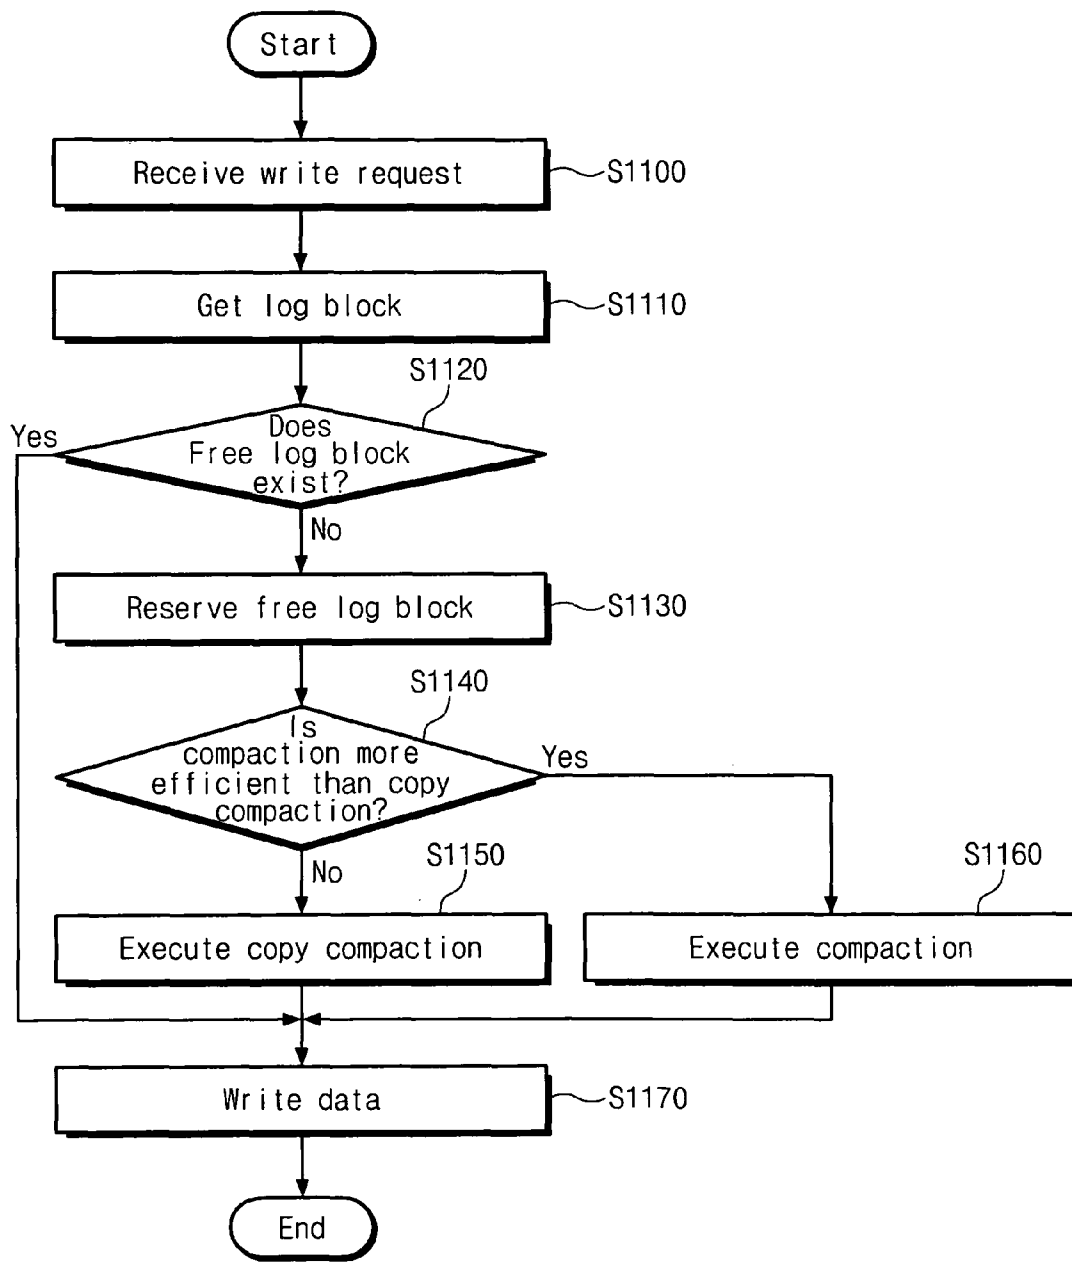 Start
Receive write request
S1100
Get log block
S1110
S1120
Does
Free log block
exist?
Yes
No
Reserve free log block
S1130
S1140
Is
compaction more
efficient than copy
compaction?
Yes
No
S1150
S1160
Execute copy compaction
Execute compaction
Write data
S1170
End